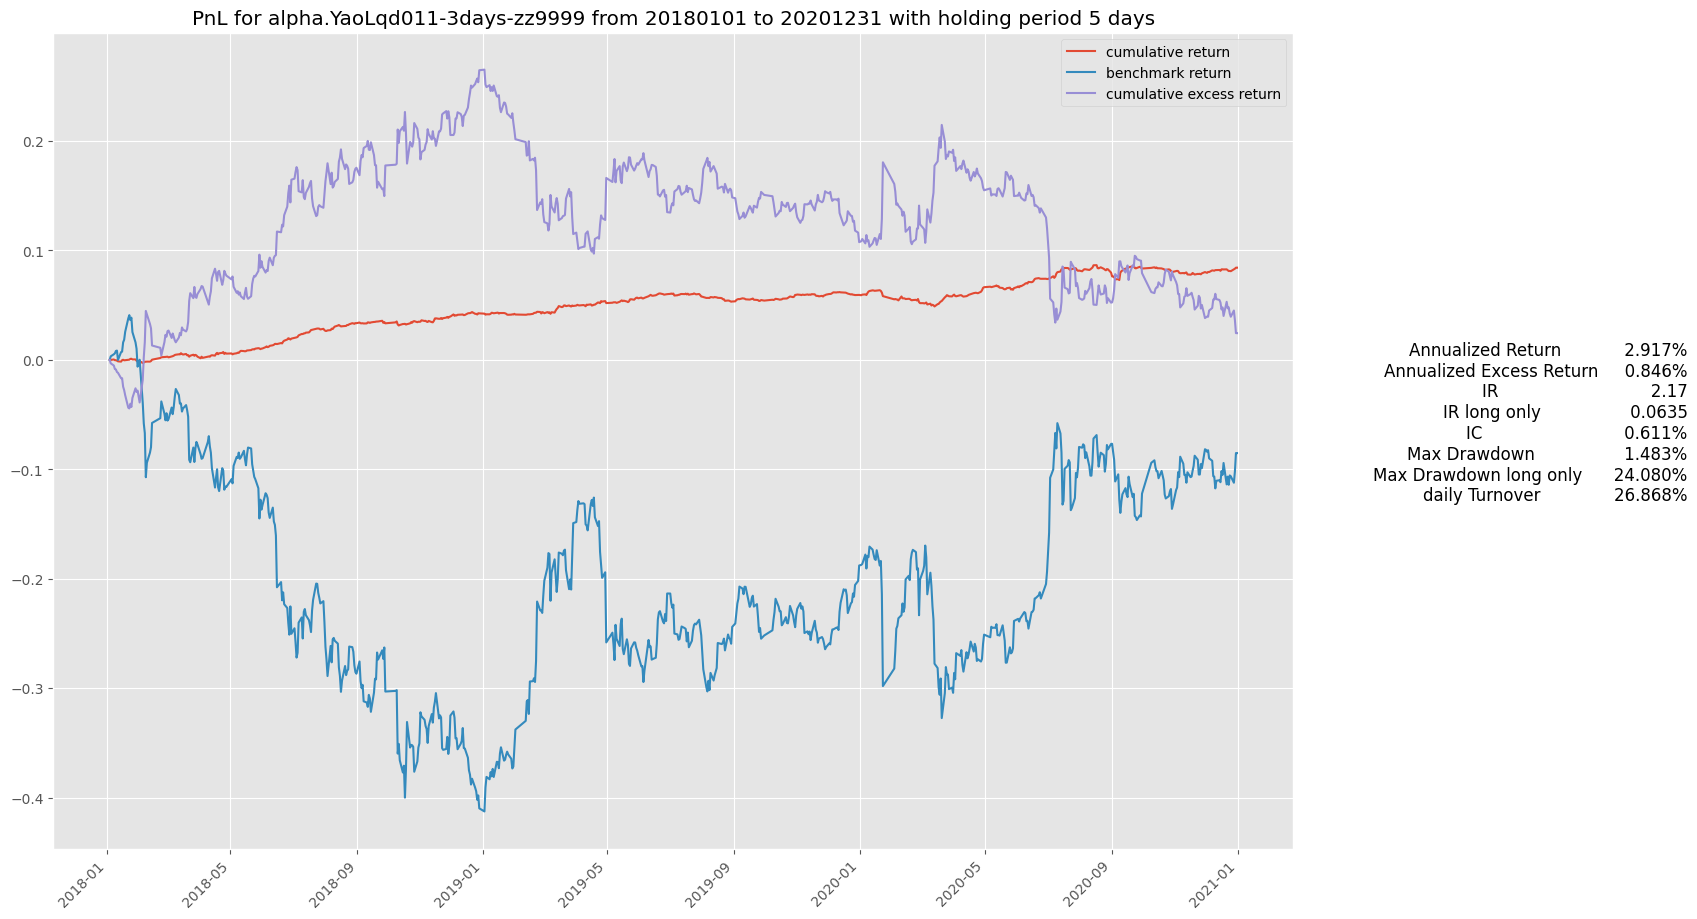 PnL for alpha.YaoLqd011-3days-zz9999 from 20180101 to 20201231 with holding period 5 days
cumulative return
benchmark return
cumulative excess return
0.2
0.1
0.0
−0.1
−0.2
−0.3
−0.4
2018-01
2018-05
2018-09
2019-01
2019-05
2019-09
2020-01
2020-05
2020-09
2021-01
Annualized Return 2.917%
Annualized Excess Return 0.846%
IR 2.17
IR long only 0.0635
IC 0.611%
Max Drawdown 1.483%
Max Drawdown long only 24.080%
daily Turnover 26.868%